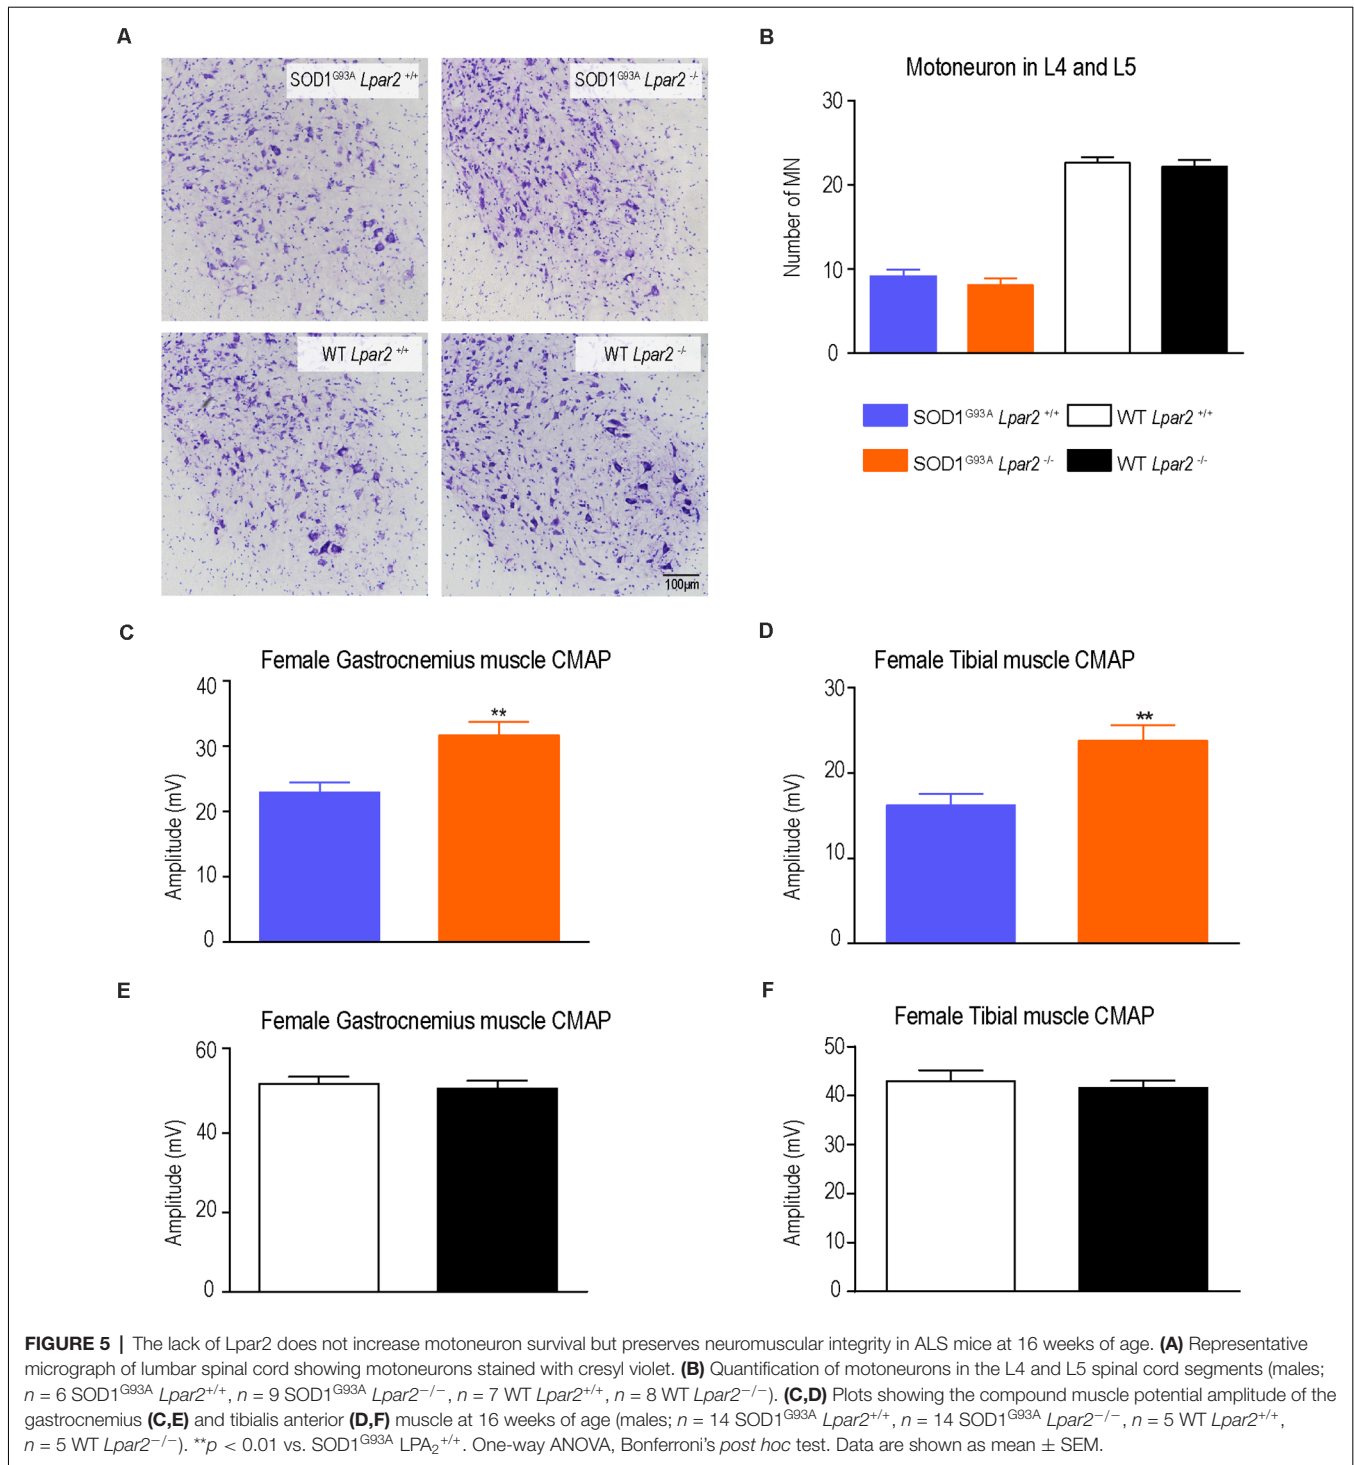 A
SOD1G93A Lpar2 +/+
SOD1G93A Lpar2 -/-
WT Lpar2 +/+
WT Lpar2 -/-
100µm
B
Motoneuron in L4 and L5
Number of MN
30
20
10
0
SOD1G93A Lpar2 +/+
WT Lpar2 +/+
SOD1G93A Lpar2 -/-
WT Lpar2 -/-
C
Female Gastrocnemius muscle CMAP
Amplitude (mV)
40
30
20
10
0
**
D
Female Tibial muscle CMAP
Amplitude (mV)
30
20
10
0
**
E
Female Gastrocnemius muscle CMAP
Amplitude (mV)
60
40
20
0
F
Female Tibial muscle CMAP
Amplitude (mV)
50
40
30
20
10
0
FIGURE 5 | The lack of Lpar2 does not increase motoneuron survival but preserves neuromuscular integrity in ALS mice at 16 weeks of age. (A) Representative
micrograph of lumbar spinal cord showing motoneurons stained with cresyl violet. (B) Quantification of motoneurons in the L4 and L5 spinal cord segments (males;
n = 6 SOD1G93A Lpar2+/+, n = 9 SOD1G93A Lpar2−/−, n = 7 WT Lpar2+/+, n = 8 WT Lpar2−/−). (C,D) Plots showing the compound muscle potential amplitude of the
gastrocnemius (C,E) and tibialis anterior (D,F) muscle at 16 weeks of age (males; n = 14 SOD1G93A Lpar2+/+, n = 14 SOD1G93A Lpar2−/−, n = 5 WT Lpar2+/+,
n = 5 WT Lpar2−/−). **p < 0.01 vs. SOD1G93A LPA2+/+. One-way ANOVA, Bonferroni's post hoc test. Data are shown as mean ± SEM.